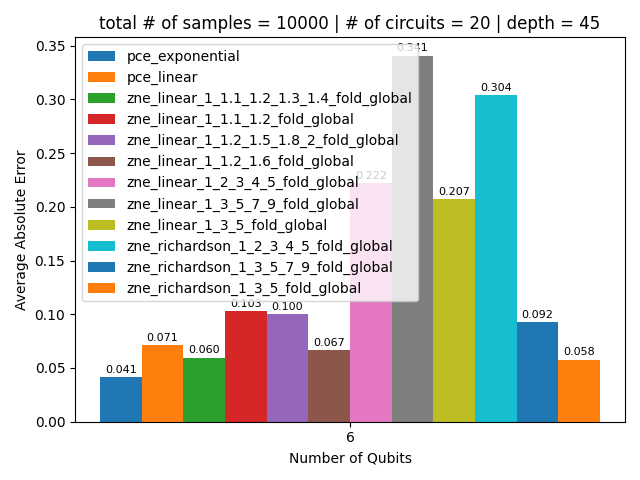 total # of samples = 10000 | # of circuits = 20 | depth = 45
Average Absolute Error
0.35
0.30
0.25
0.20
0.15
0.10
0.05
0.00
pce_exponential
pce_linear
zne_linear_1_1.1_1.2_1.3_1.4_fold_global
zne_linear_1_1.1_1.2_fold_global
zne_linear_1_1.2_1.5_1.8_2_fold_global
zne_linear_1_1.2_1.6_fold_global
zne_linear_1_2_3_4_5_fold_global
zne_linear_1_3_5_7_9_fold_global
zne_linear_1_3_5_fold_global
zne_richardson_1_2_3_4_5_fold_global
zne_richardson_1_3_5_7_9_fold_global
zne_richardson_1_3_5_fold_global
0.041
0.071
0.060
0.103
0.100
0.067
0.222
0.341
0.207
0.304
0.092
0.058
6
Number of Qubits